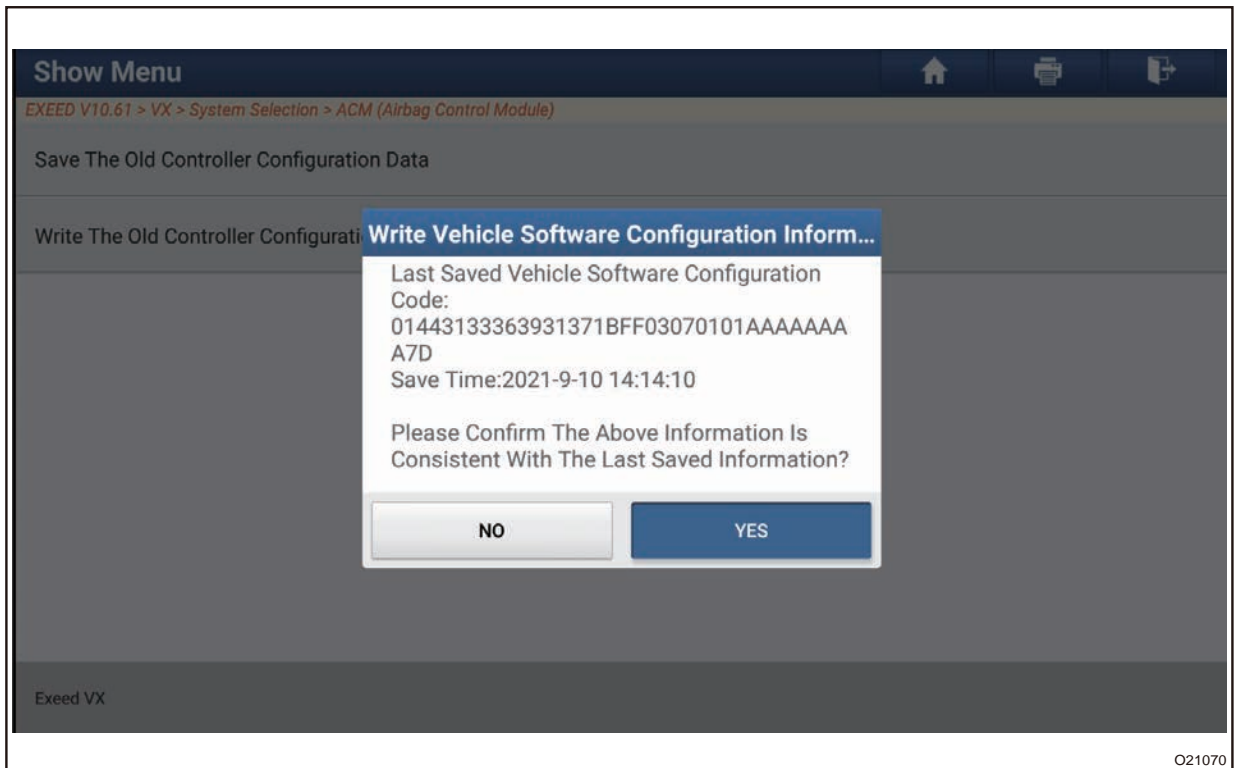 Show Menu
EXEED V10.61 > VX > System Selection > ACM (Airbag Control Module)
Save The Old Controller Configuration Data
Write The Old Controller Configurati
Write Vehicle Software Configuration Inform...
Last Saved Vehicle Software Configuration
Code:
01443133363931371BFF03070101AAAAAAA
A7D
Save Time:2021-9-10 14:14:10
Please Confirm The Above Information Is
Consistent With The Last Saved Information?
NO
YES
Exeed VX
O21070